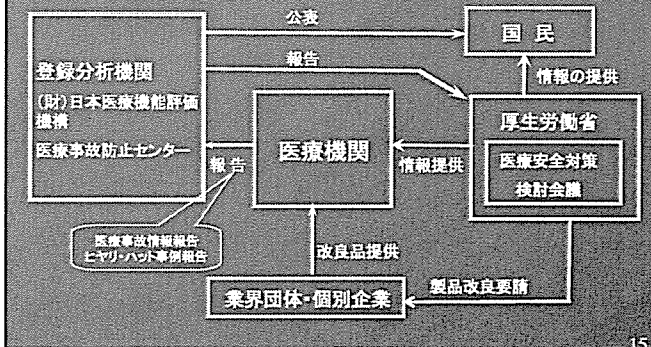 公表
国 民
報告
登録分析機関
(財)日本医療機能評価
機構
医療事故防止センター
情報の提供
厚生労働省
医療安全対策
検討会議
医療機関
報 告
情報提供
医療事故情報報告
ヒヤリ・ハット事例報告
改良品提供
製品改良要請
業界団体・個別企業
15